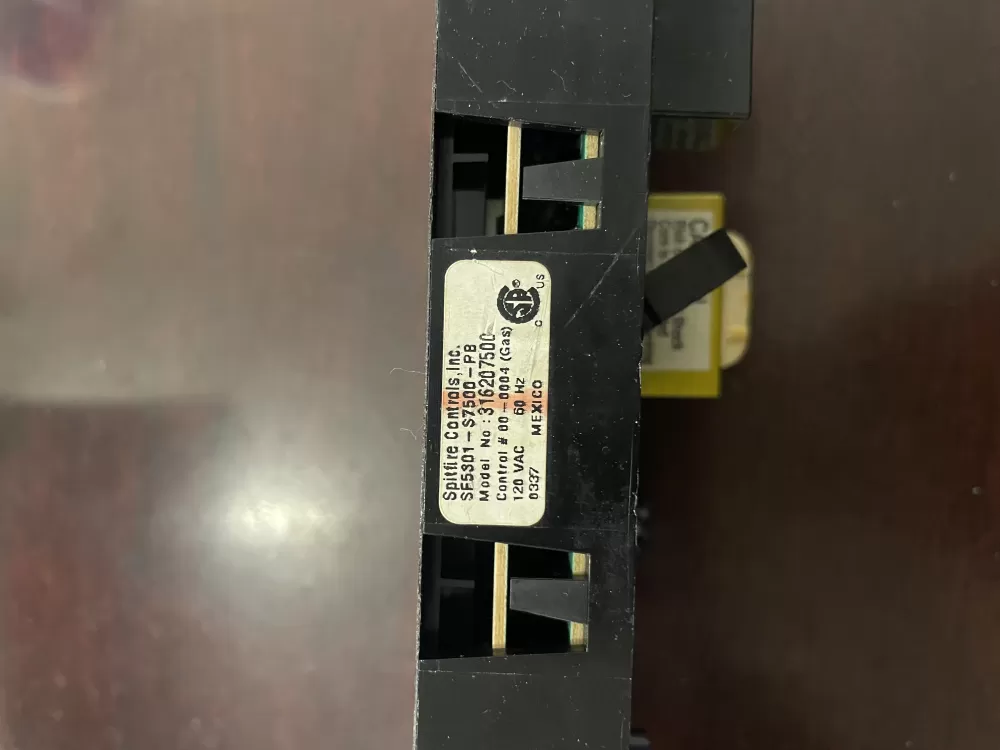 Spitfire Controls, Inc.
SF5301-S7500-PB
Model No: 316207500
Control # 00-0004 (Gas)
120 VAC 60 Hz
0337 MEXICO
C US